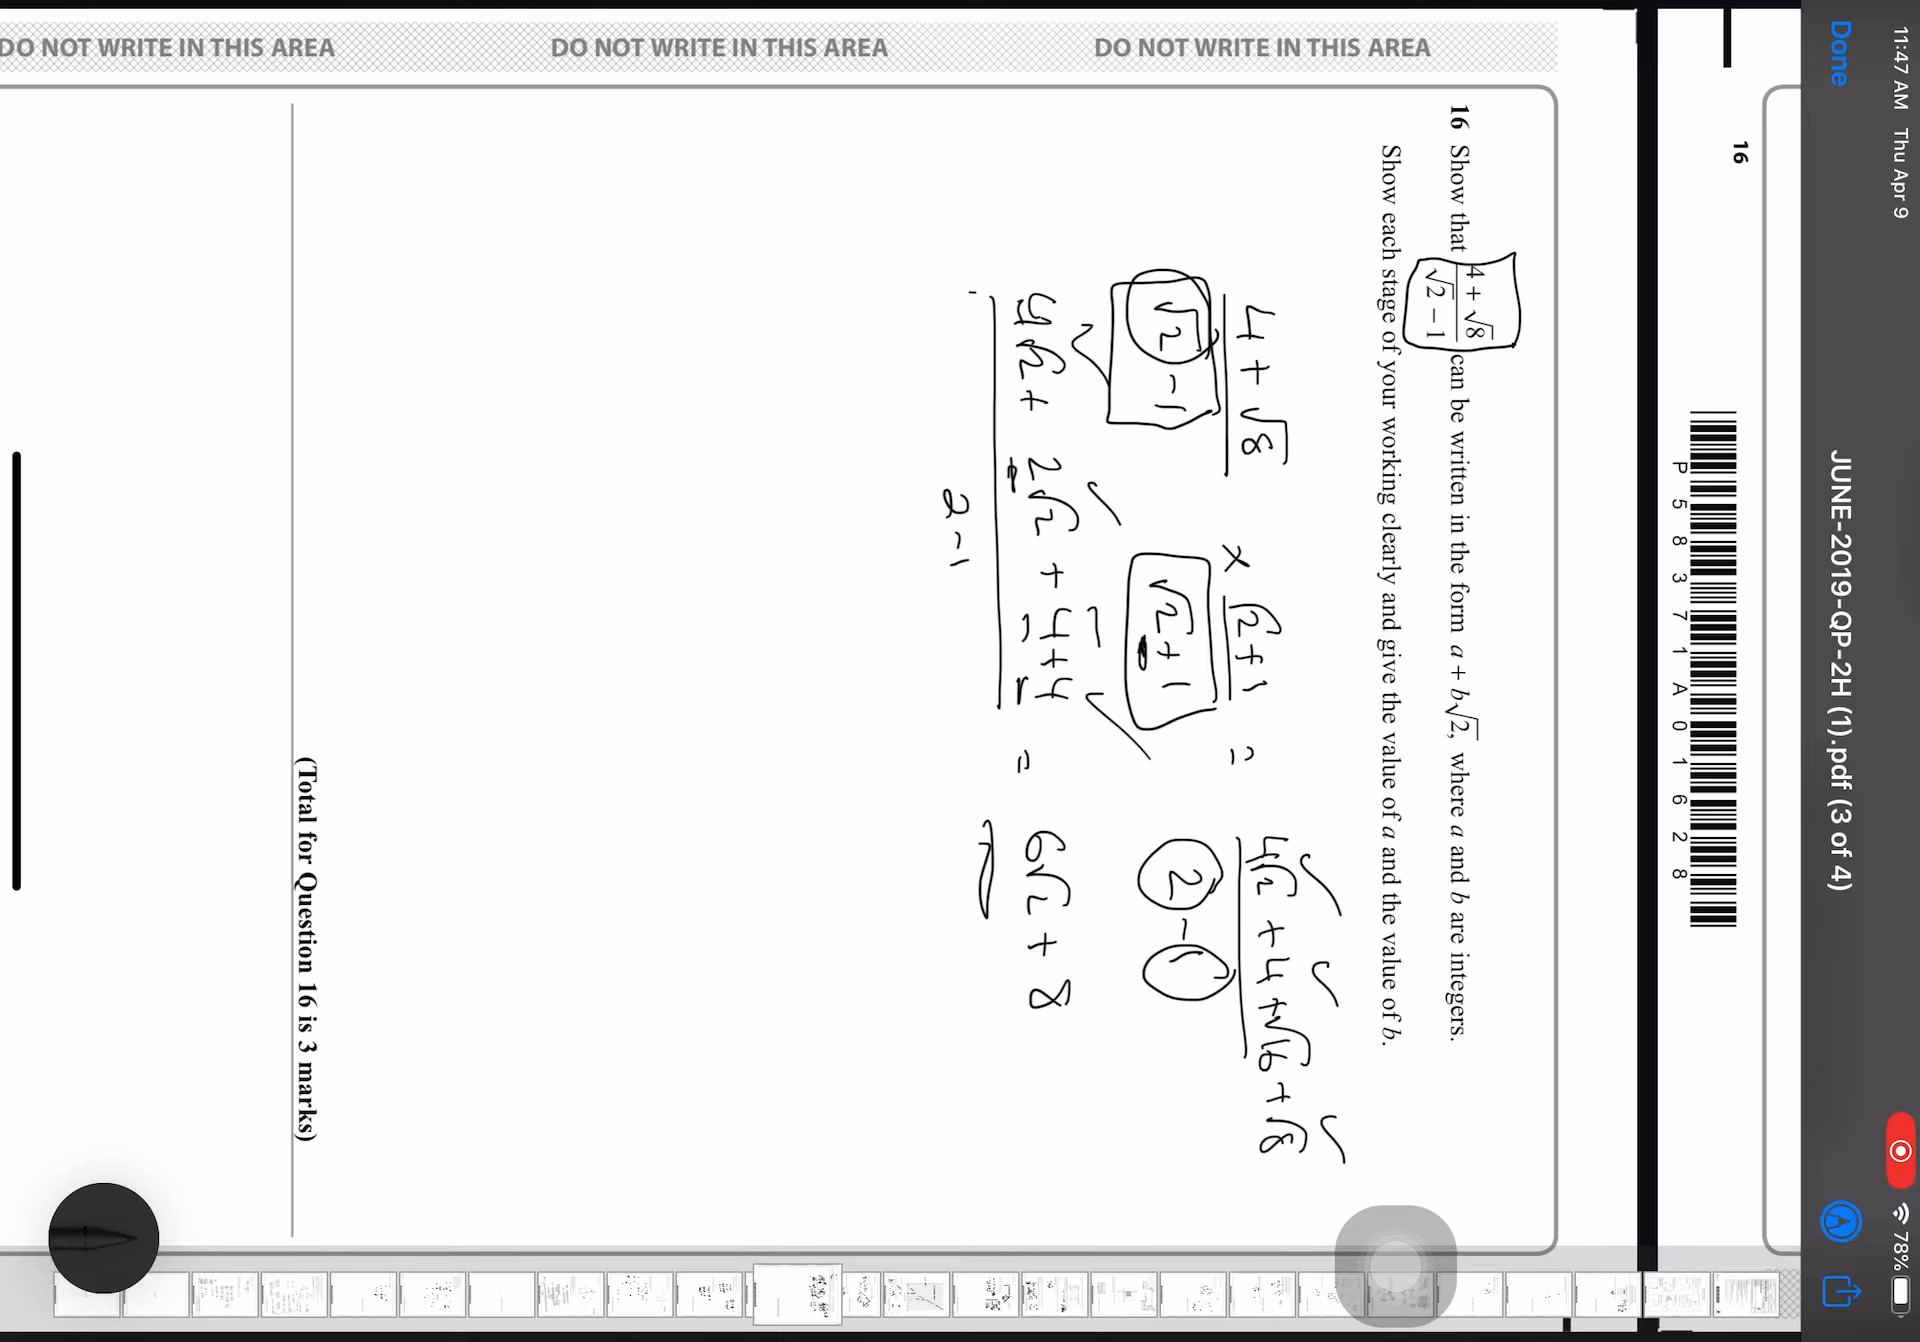 11:47 AM Thu Apr 9
78%
Done
JUNE-2019-QP-2H (1).pdf (3 of 4)
16
P 5 8 3 7 1 A 0 1 6 2 8
DO NOT WRITE IN THIS AREA
DO NOT WRITE IN THIS AREA
DO NOT WRITE IN THIS AREA
16 Show that (4 + √8)/(√2 − 1) can be written in the form a + b√2, where a and b are integers.
Show each stage of your working clearly and give the value of a and the value of b.
(4 + √8)/(√2 − 1) × (√2 + 1)/(√2 + 1) = (4√2 + 4 + √16 + √8)/(2 − 1)
(4√2 + 2√2 + 4 + 4)/(2 − 1) = 6√2 + 8
(Total for Question 16 is 3 marks)